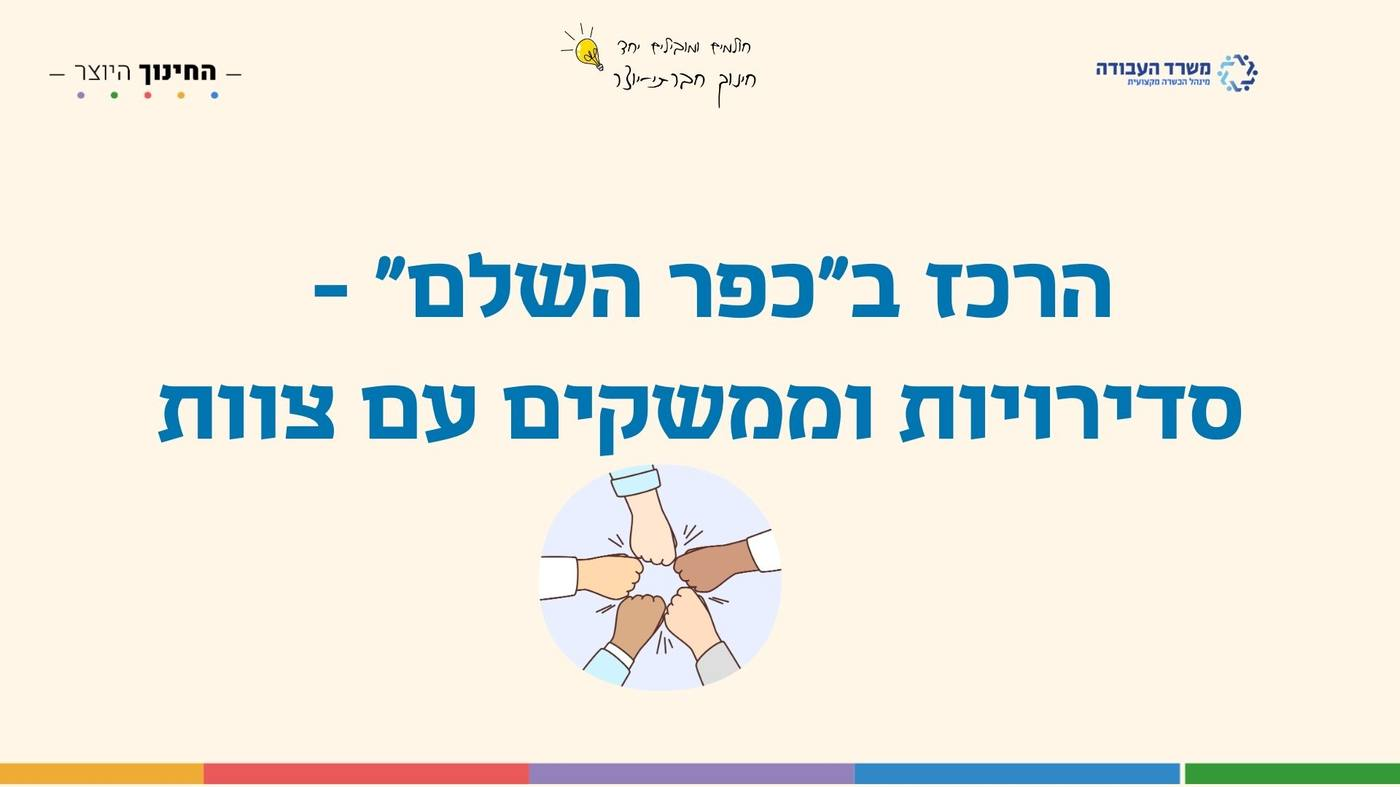 משרד העבודה
מינהל הכשרה מקצועית
חולמים ומובילים יחד
חינוך חברתי-יוצר
– החינוך היוצר –
הרכז ב"כפר השלם" -
סדירויות וממשקים עם צוות